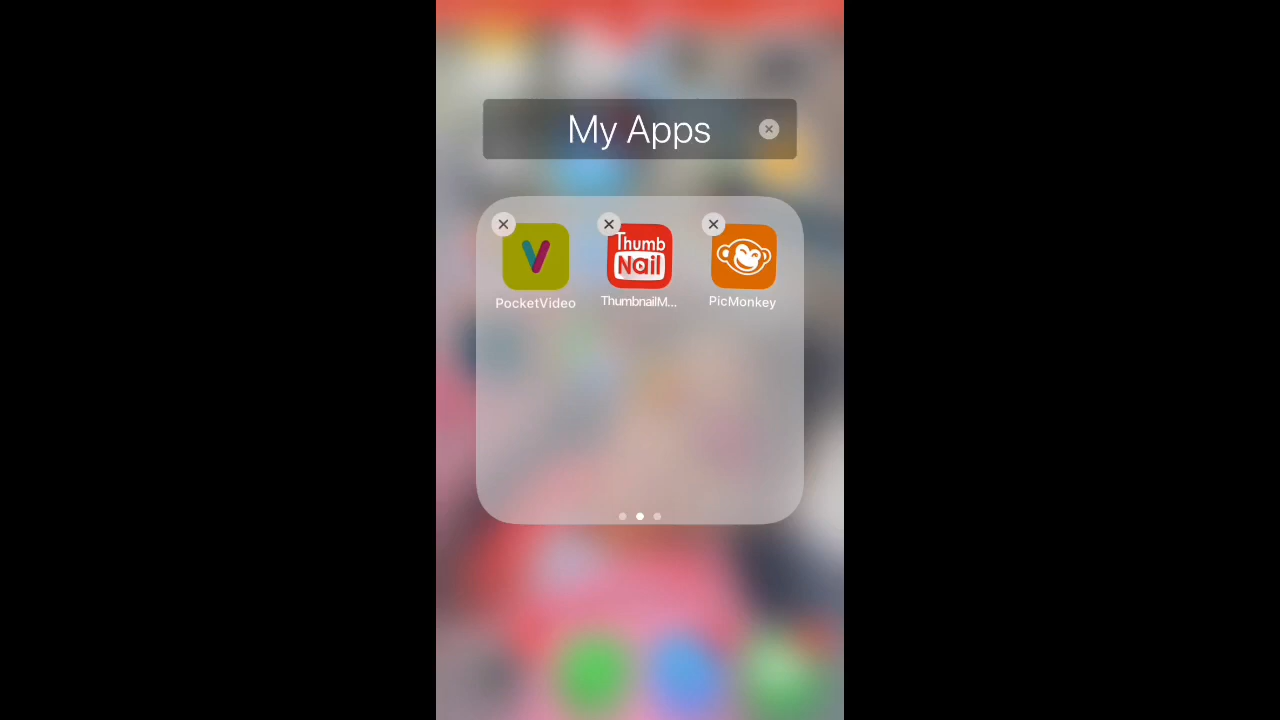 My Apps
Thumb
Nail
PocketVideo
ThumbnailM...
PicMonkey